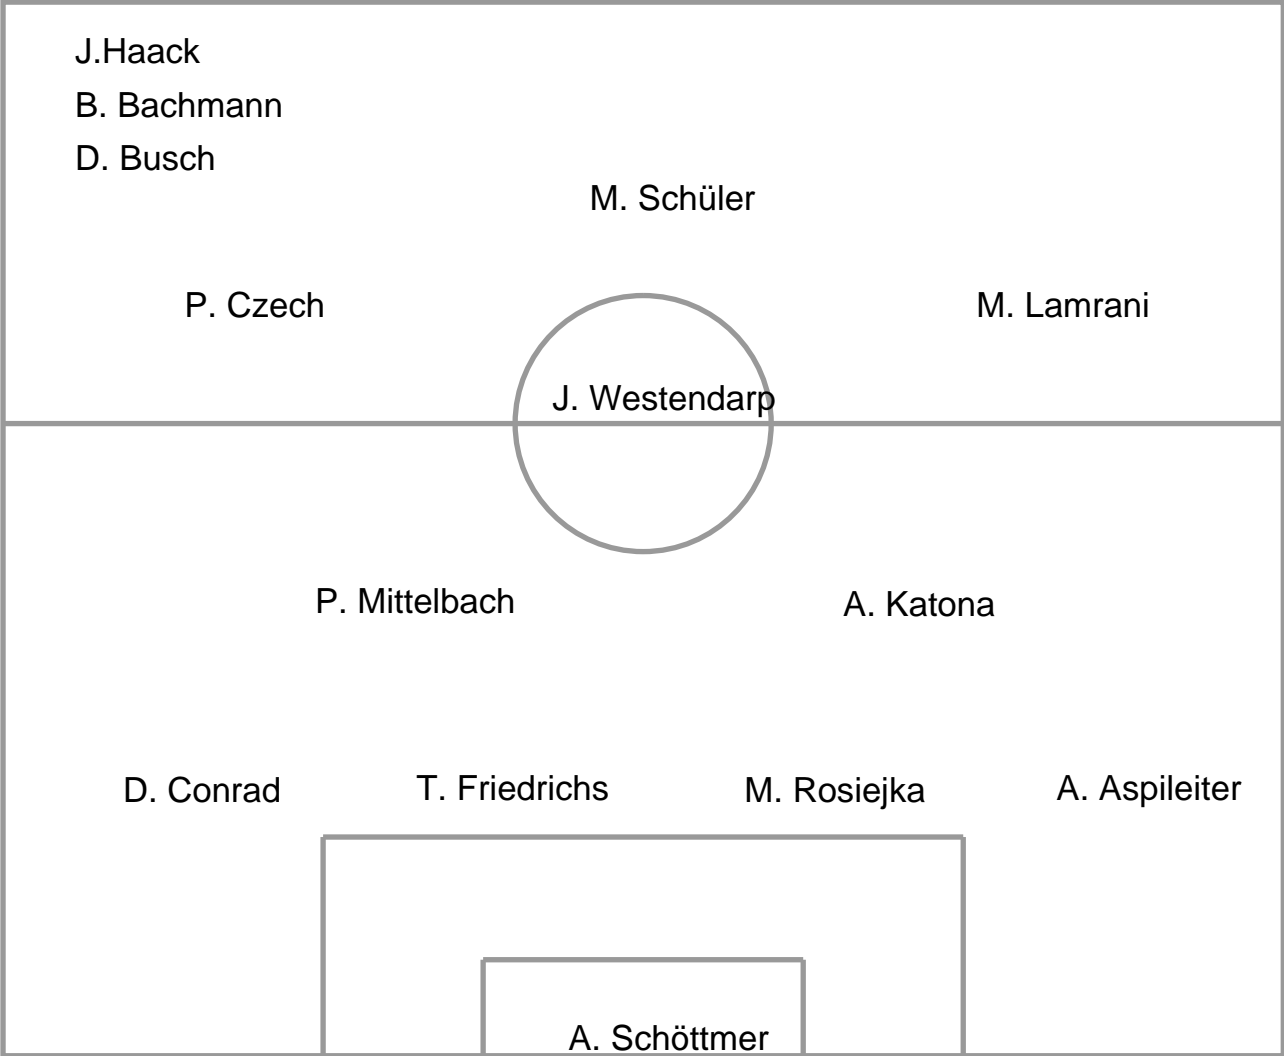 J.Haack
B. Bachmann
D. Busch
M. Schüler
P. Czech
M. Lamrani
J. Westendarp
P. Mittelbach
A. Katona
D. Conrad
T. Friedrichs
M. Rosiejka
A. Aspileiter
A. Schöttmer